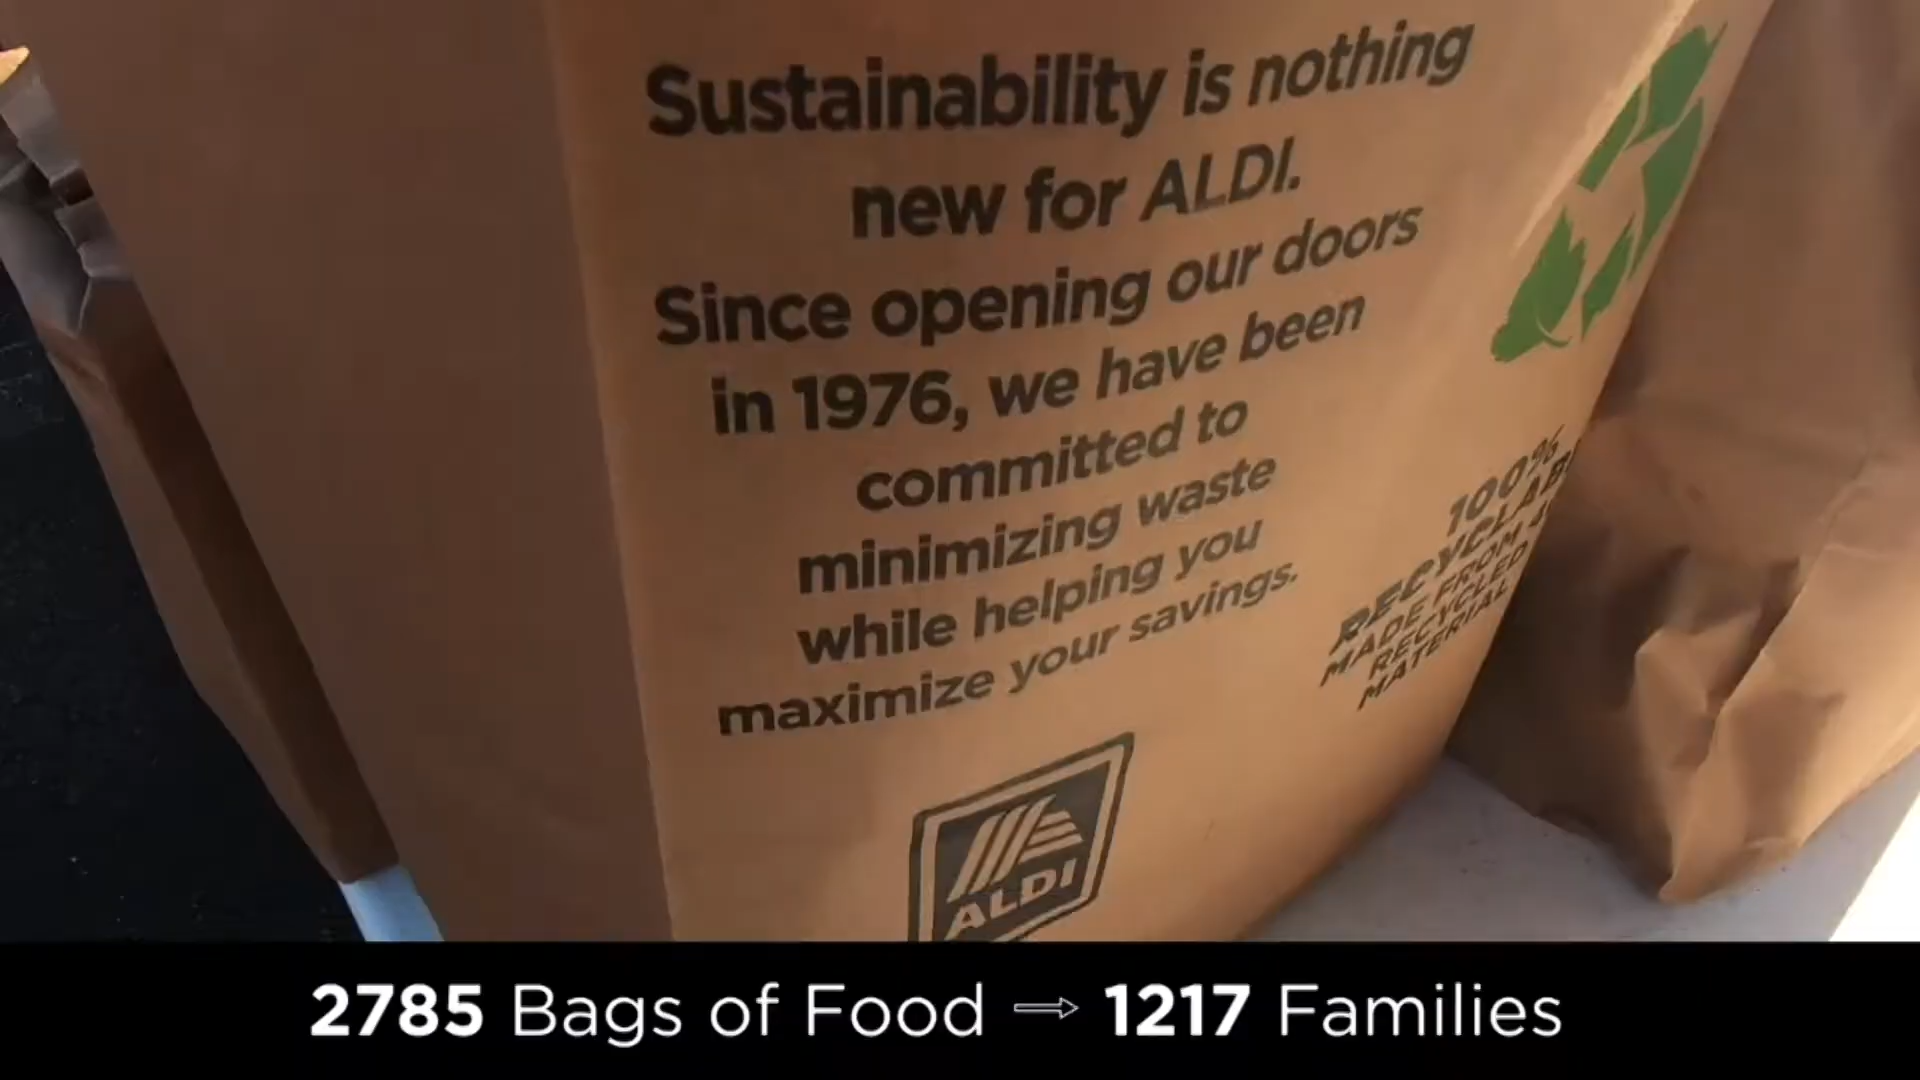 Sustainability is nothing
new for ALDI.
Since opening our doors
in 1976, we have been
committed to
minimizing waste
while helping you
maximize your savings.
100%
RECYCLAB
MADE FROM
RECYCLED
MATERIAL
ALDI
2785 Bags of Food ⇒ 1217 Families